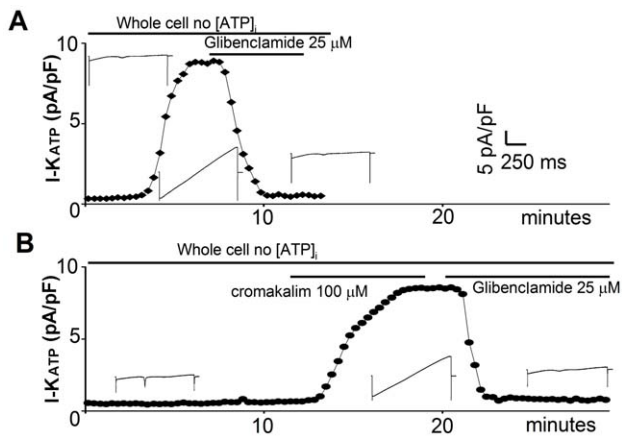 A
Whole cell no [ATP]i
Glibenclamide 25 μM
10
5
0
I-KATP (pA/pF)
5 pA/pF
250 ms
10
20
minutes
B
Whole cell no [ATP]i
cromakalim 100 μM
Glibenclamide 25 μM
10
5
0
I-KATP (pA/pF)
10
20
minutes